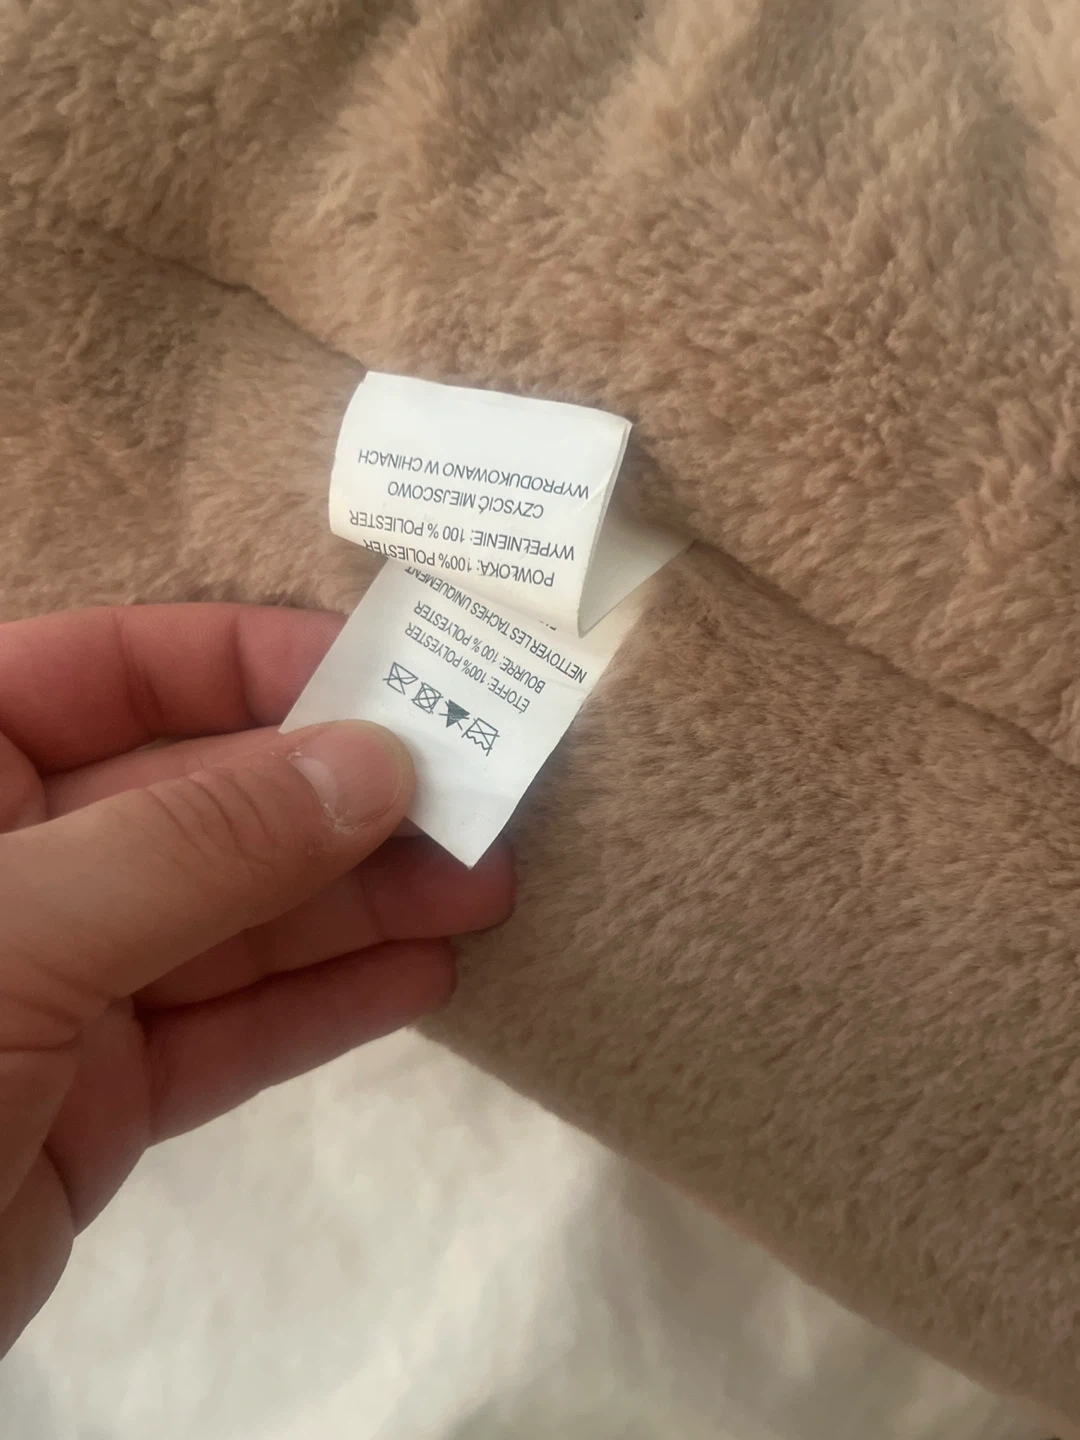 ÉTOFFE: 100% POLYESTER
BOURRE: 100 % POLYESTER
NETTOYER LES TACHES UNIQUEMENT
POWŁOKA: 100% POLIESTER
WYPEŁNIENIE: 100 % POLIESTER
CZYSCIĆ MIEJSCOWO
WYPRODUKOWANO W CHINACH